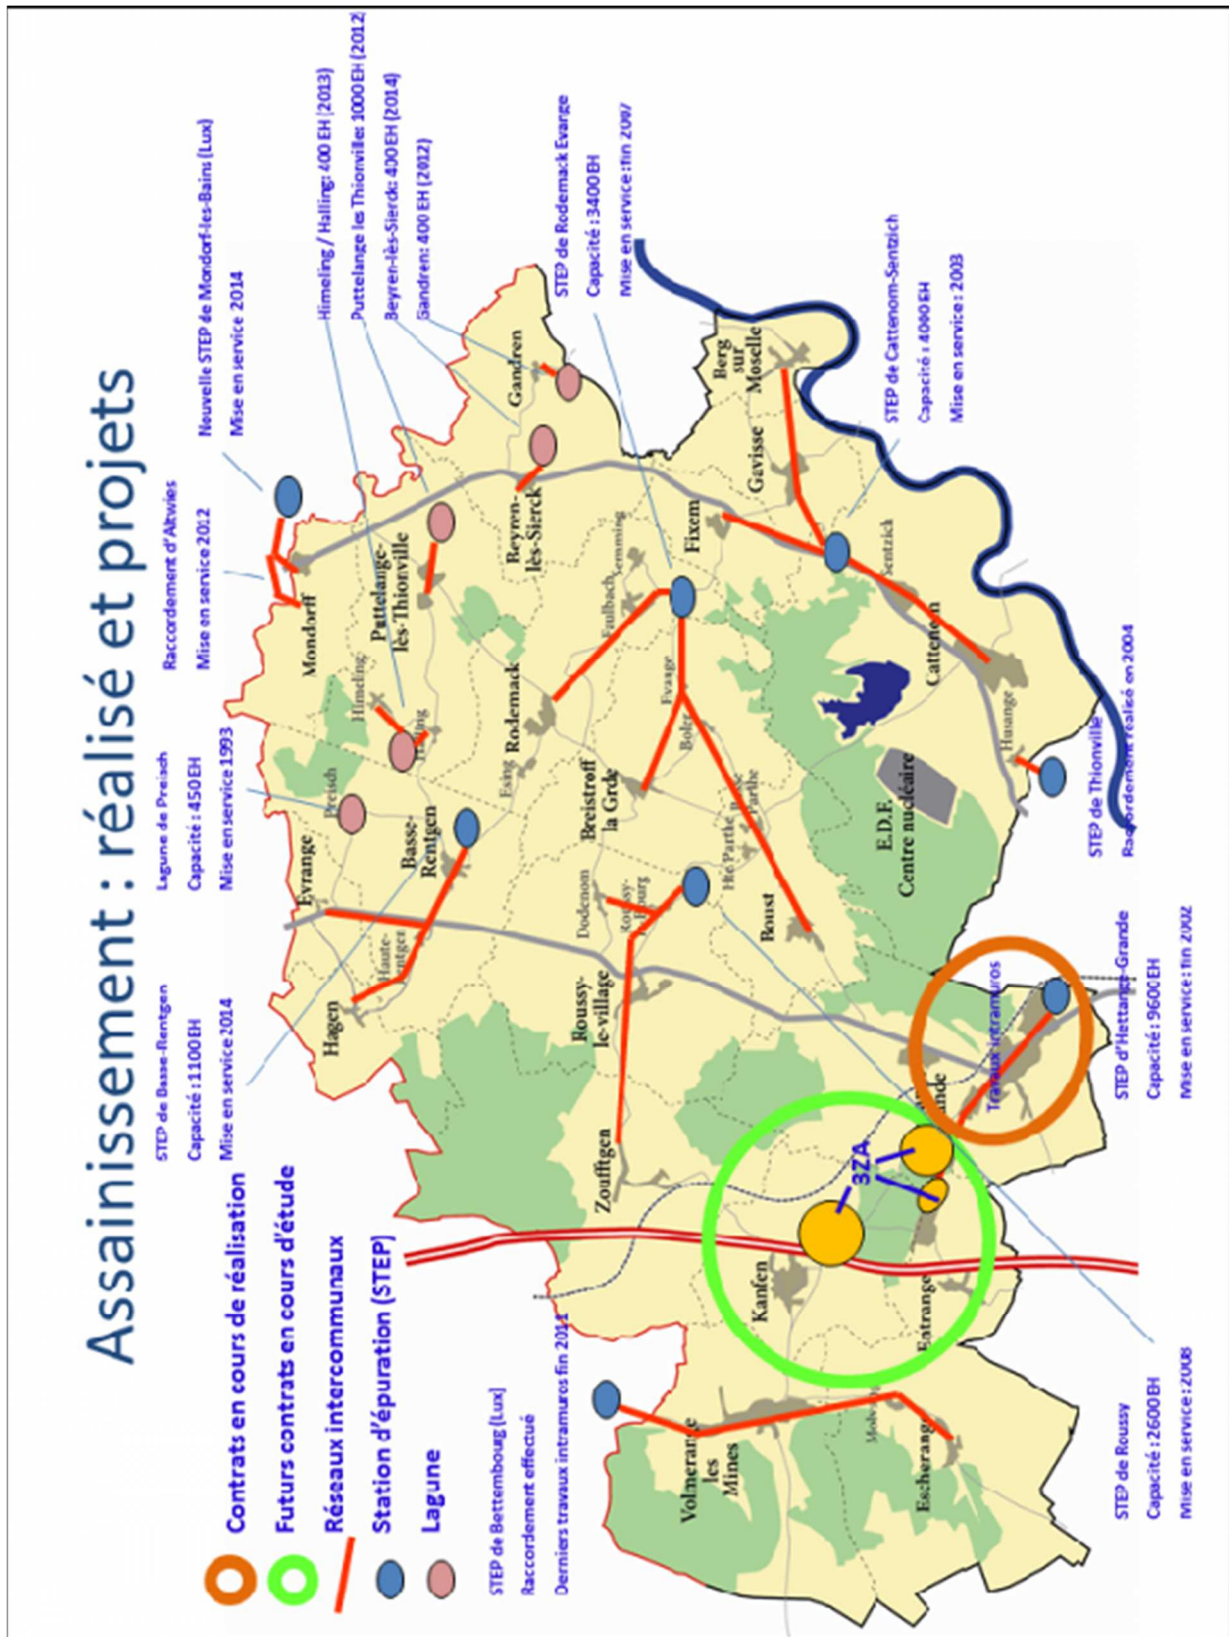 Assainissement : réalisé et projets
Contrats en cours de réalisation
Futurs contrats en cours d'étude
Réseaux intercommunaux
Station d'épuration (STEP)
Lagune
STEP de Bettembourg (Lux)
Raccordement effectué
Derniers travaux intramuros fin
STEP de Basse-Rentgen
Capacité : 1100 EH
Mise en service 2014
Lagune de Preisch
Capacité : 450 EH
Mise en service 1993
Raccordement d'Altwies
Mise en service 2012
Nouvelle STEP de Mondorf-les-Bains (Lux)
Mise en service 2014
Himeling / Halling: 400 EH (2013)
Puttelange les Thionville: 1000 EH (2012)
Beyren-lès-Sierck: 400 EH (2014)
Gandren: 400 EH (2012)
STEP de Rodemack Evange
Capacité : 3400 EH
Mise en service : fin 2007
STEP de Cattenom-Sentzich
Capacité : 4000 EH
Mise en service : 2003
STEP de Thionville
Raccordement réalisé en 2004
STEP d'Hettange-Grande
Capacité : 9600 EH
Mise en service : fin 2002
STEP de Roussy
Capacité : 2600 EH
Mise en service : 2008
Hagen
Evrange
Preisch
Basse-
Rentgen
Himeling
Mondorff
Puttelange-
lès-Thionville
Beyren-
lès-Sierck
Gandren
Rodemack
Esing
Faulbach
Semming
Fixem
Gavisse
Berg
sur
Moselle
Zoufftgen
Roussy-
le-village
Dodenom
Breistroff
la Grde
Boler
Evange
Hte Parthe
Parthe
Boust
E.D.F.
Centre nucléaire
Cattenom
Sentzich
Husange
Volmerange
les
Mines
Kanfen
3ZA
Travaux intramuros
Entrange
Escherange